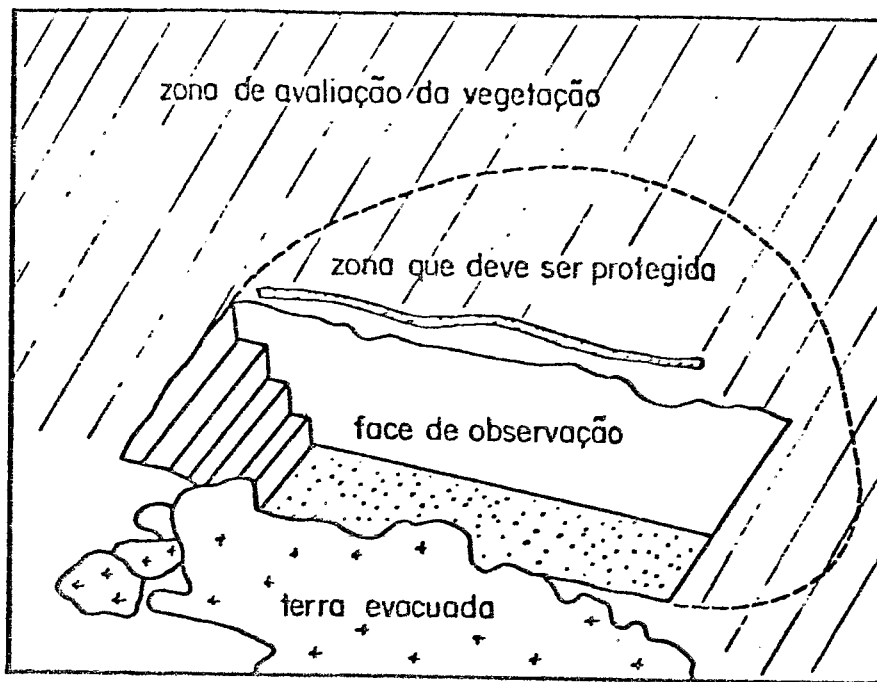 zona de avaliação da vegetação
zona que deve ser protegida
face de observação
terra evacuada